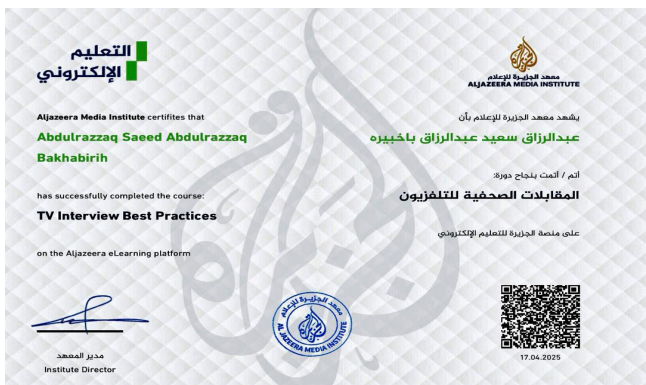 التعليم
الإلكتروني
معهد الجزيرة للإعلام
ALJAZEERA MEDIA INSTITUTE
Aljazeera Media Institute certifites that
Abdulrazzaq Saeed Abdulrazzaq
Bakhabirih
has successfully completed the course:
TV Interview Best Practices
on the Aljazeera eLearning platform
يشهد معهد الجزيرة للإعلام بأن
عبدالرزاق سعيد عبدالرزاق باخبيره
أتم / أتمت بنجاح دورة:
المقابلات الصحفية للتلفزيون
على منصة الجزيرة للتعليم الإلكتروني
مدير المعهد
Institute Director
معهد الجزيرة للإعلام
AL JAZEERA MEDIA INSTITUTE
17.04.2025